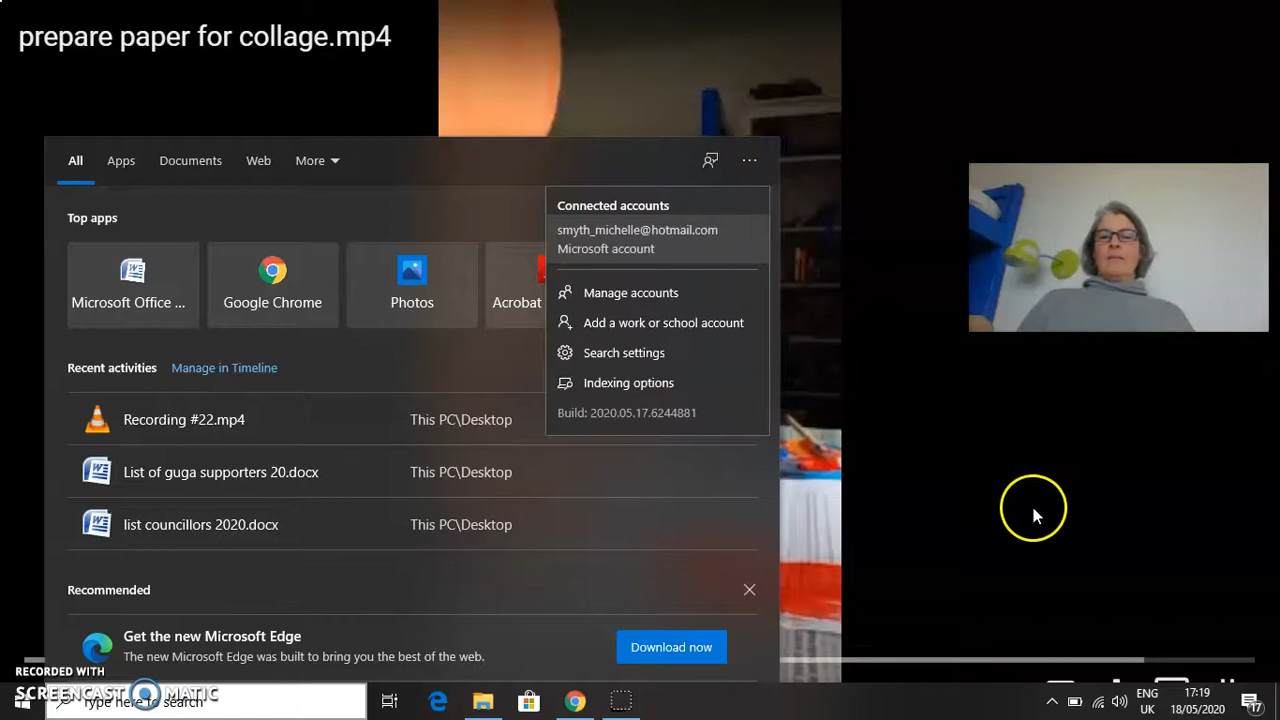 prepare paper for collage.mp4
All Apps Documents Web More
Top apps
Connected accounts
smyth_michelle@hotmail.com
Microsoft account
Microsoft Office ...
Google Chrome
Photos
Acrobat
Manage accounts
Add a work or school account
Search settings
Indexing options
Build: 2020.05.17.6244881
Recent activities Manage in Timeline
Recording #22.mp4 This PC\Desktop
List of guga supporters 20.docx This PC\Desktop
list councillors 2020.docx This PC\Desktop
Recommended
Get the new Microsoft Edge
The new Microsoft Edge was built to bring you the best of the web.
Download now
RECORDED WITH
SCREENCAST MATIC
Type here to search
ENG
UK
17:19
18/05/2020
17